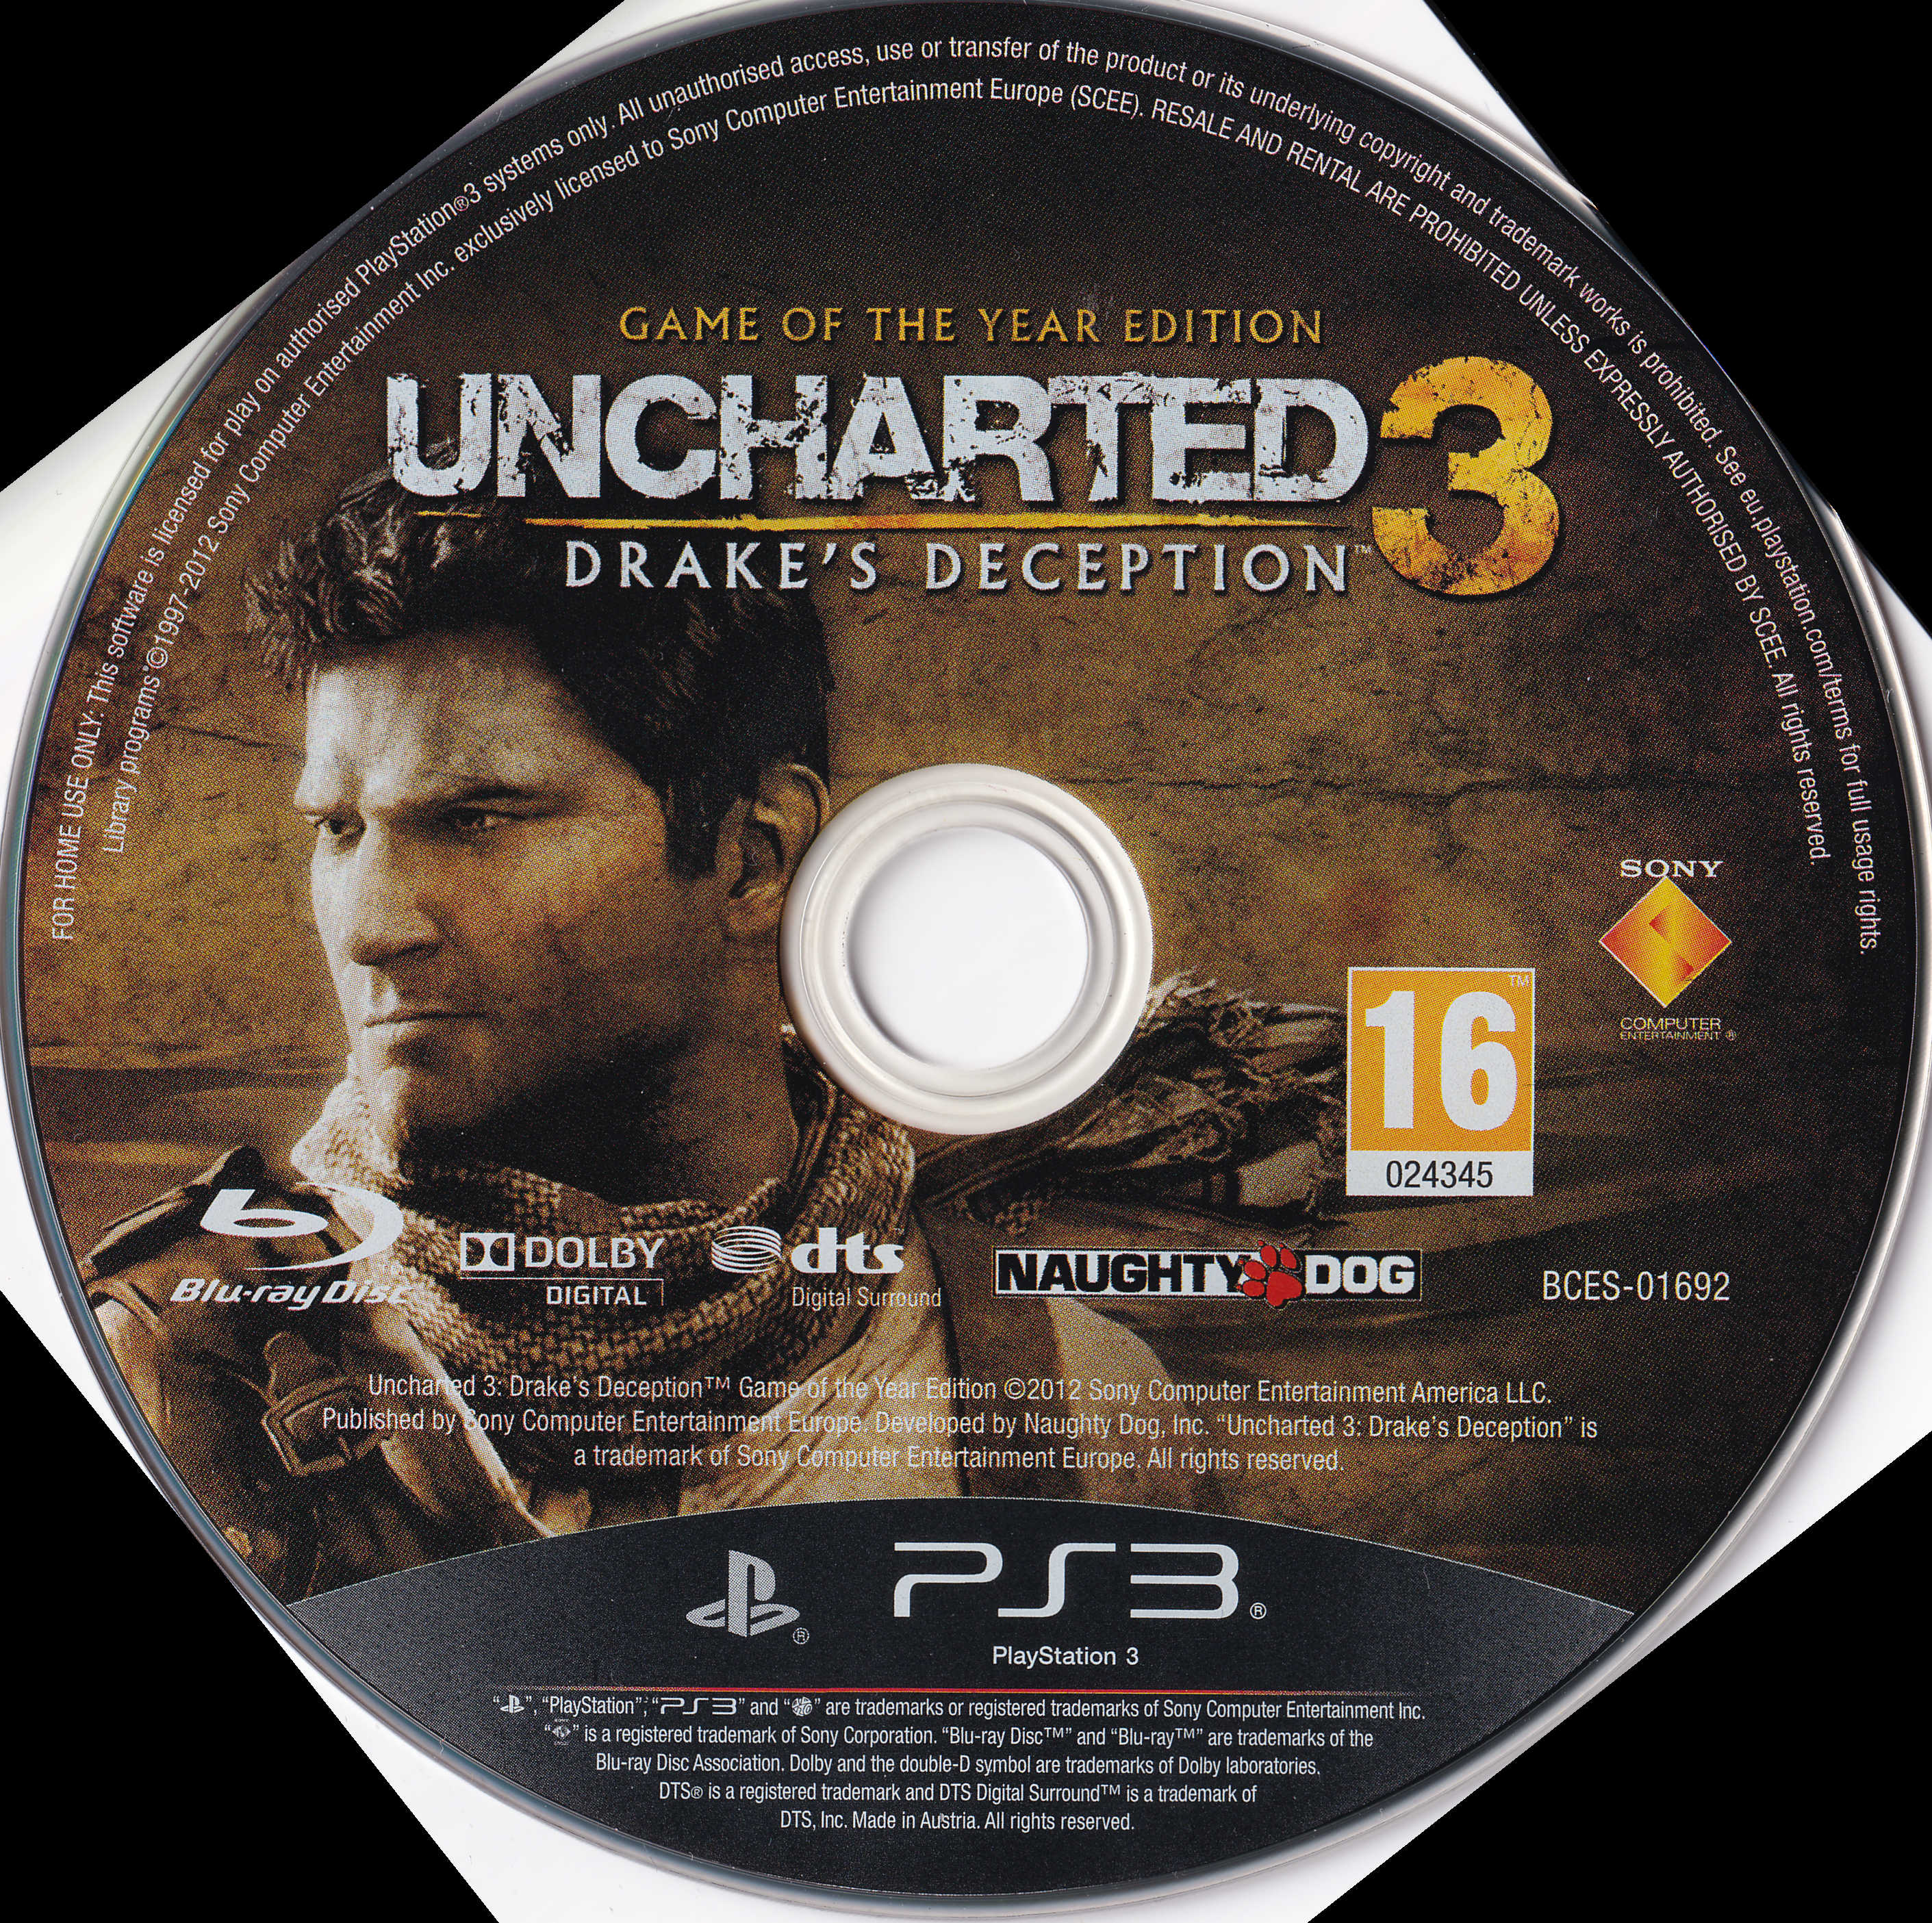 FOR HOME USE ONLY: This software is licensed for play on authorised PlayStation®3 systems only. All unauthorised access, use or transfer of the product or its underlying copyright and trademark works is prohibited. See eu.playstation.com/terms for full usage rights.
Library programs ©1997-2012 Sony Computer Entertainment Inc. exclusively licensed to Sony Computer Entertainment Europe (SCEE). RESALE AND RENTAL ARE PROHIBITED UNLESS EXPRESSLY AUTHORISED BY SCEE. All rights reserved.
GAME OF THE YEAR EDITION
UNCHARTED 3
DRAKE'S DECEPTION™
SONY
COMPUTER
ENTERTAINMENT ®
16™
024345
Blu-ray Disc
DOLBY
DIGITAL
dts
Digital Surround
NAUGHTY DOG
BCES-01692
Uncharted 3: Drake's Deception™ Game of the Year Edition ©2012 Sony Computer Entertainment America LLC.
Published by Sony Computer Entertainment Europe. Developed by Naughty Dog, Inc. “Uncharted 3: Drake's Deception” is
a trademark of Sony Computer Entertainment Europe. All rights reserved.
® PS3®
PlayStation 3
“”, “PlayStation”, “PS3” and “” are trademarks or registered trademarks of Sony Computer Entertainment Inc.
“” is a registered trademark of Sony Corporation. “Blu-ray Disc™” and “Blu-ray™” are trademarks of the
Blu-ray Disc Association. Dolby and the double-D symbol are trademarks of Dolby laboratories.
DTS® is a registered trademark and DTS Digital Surround™ is a trademark of
DTS, Inc. Made in Austria. All rights reserved.